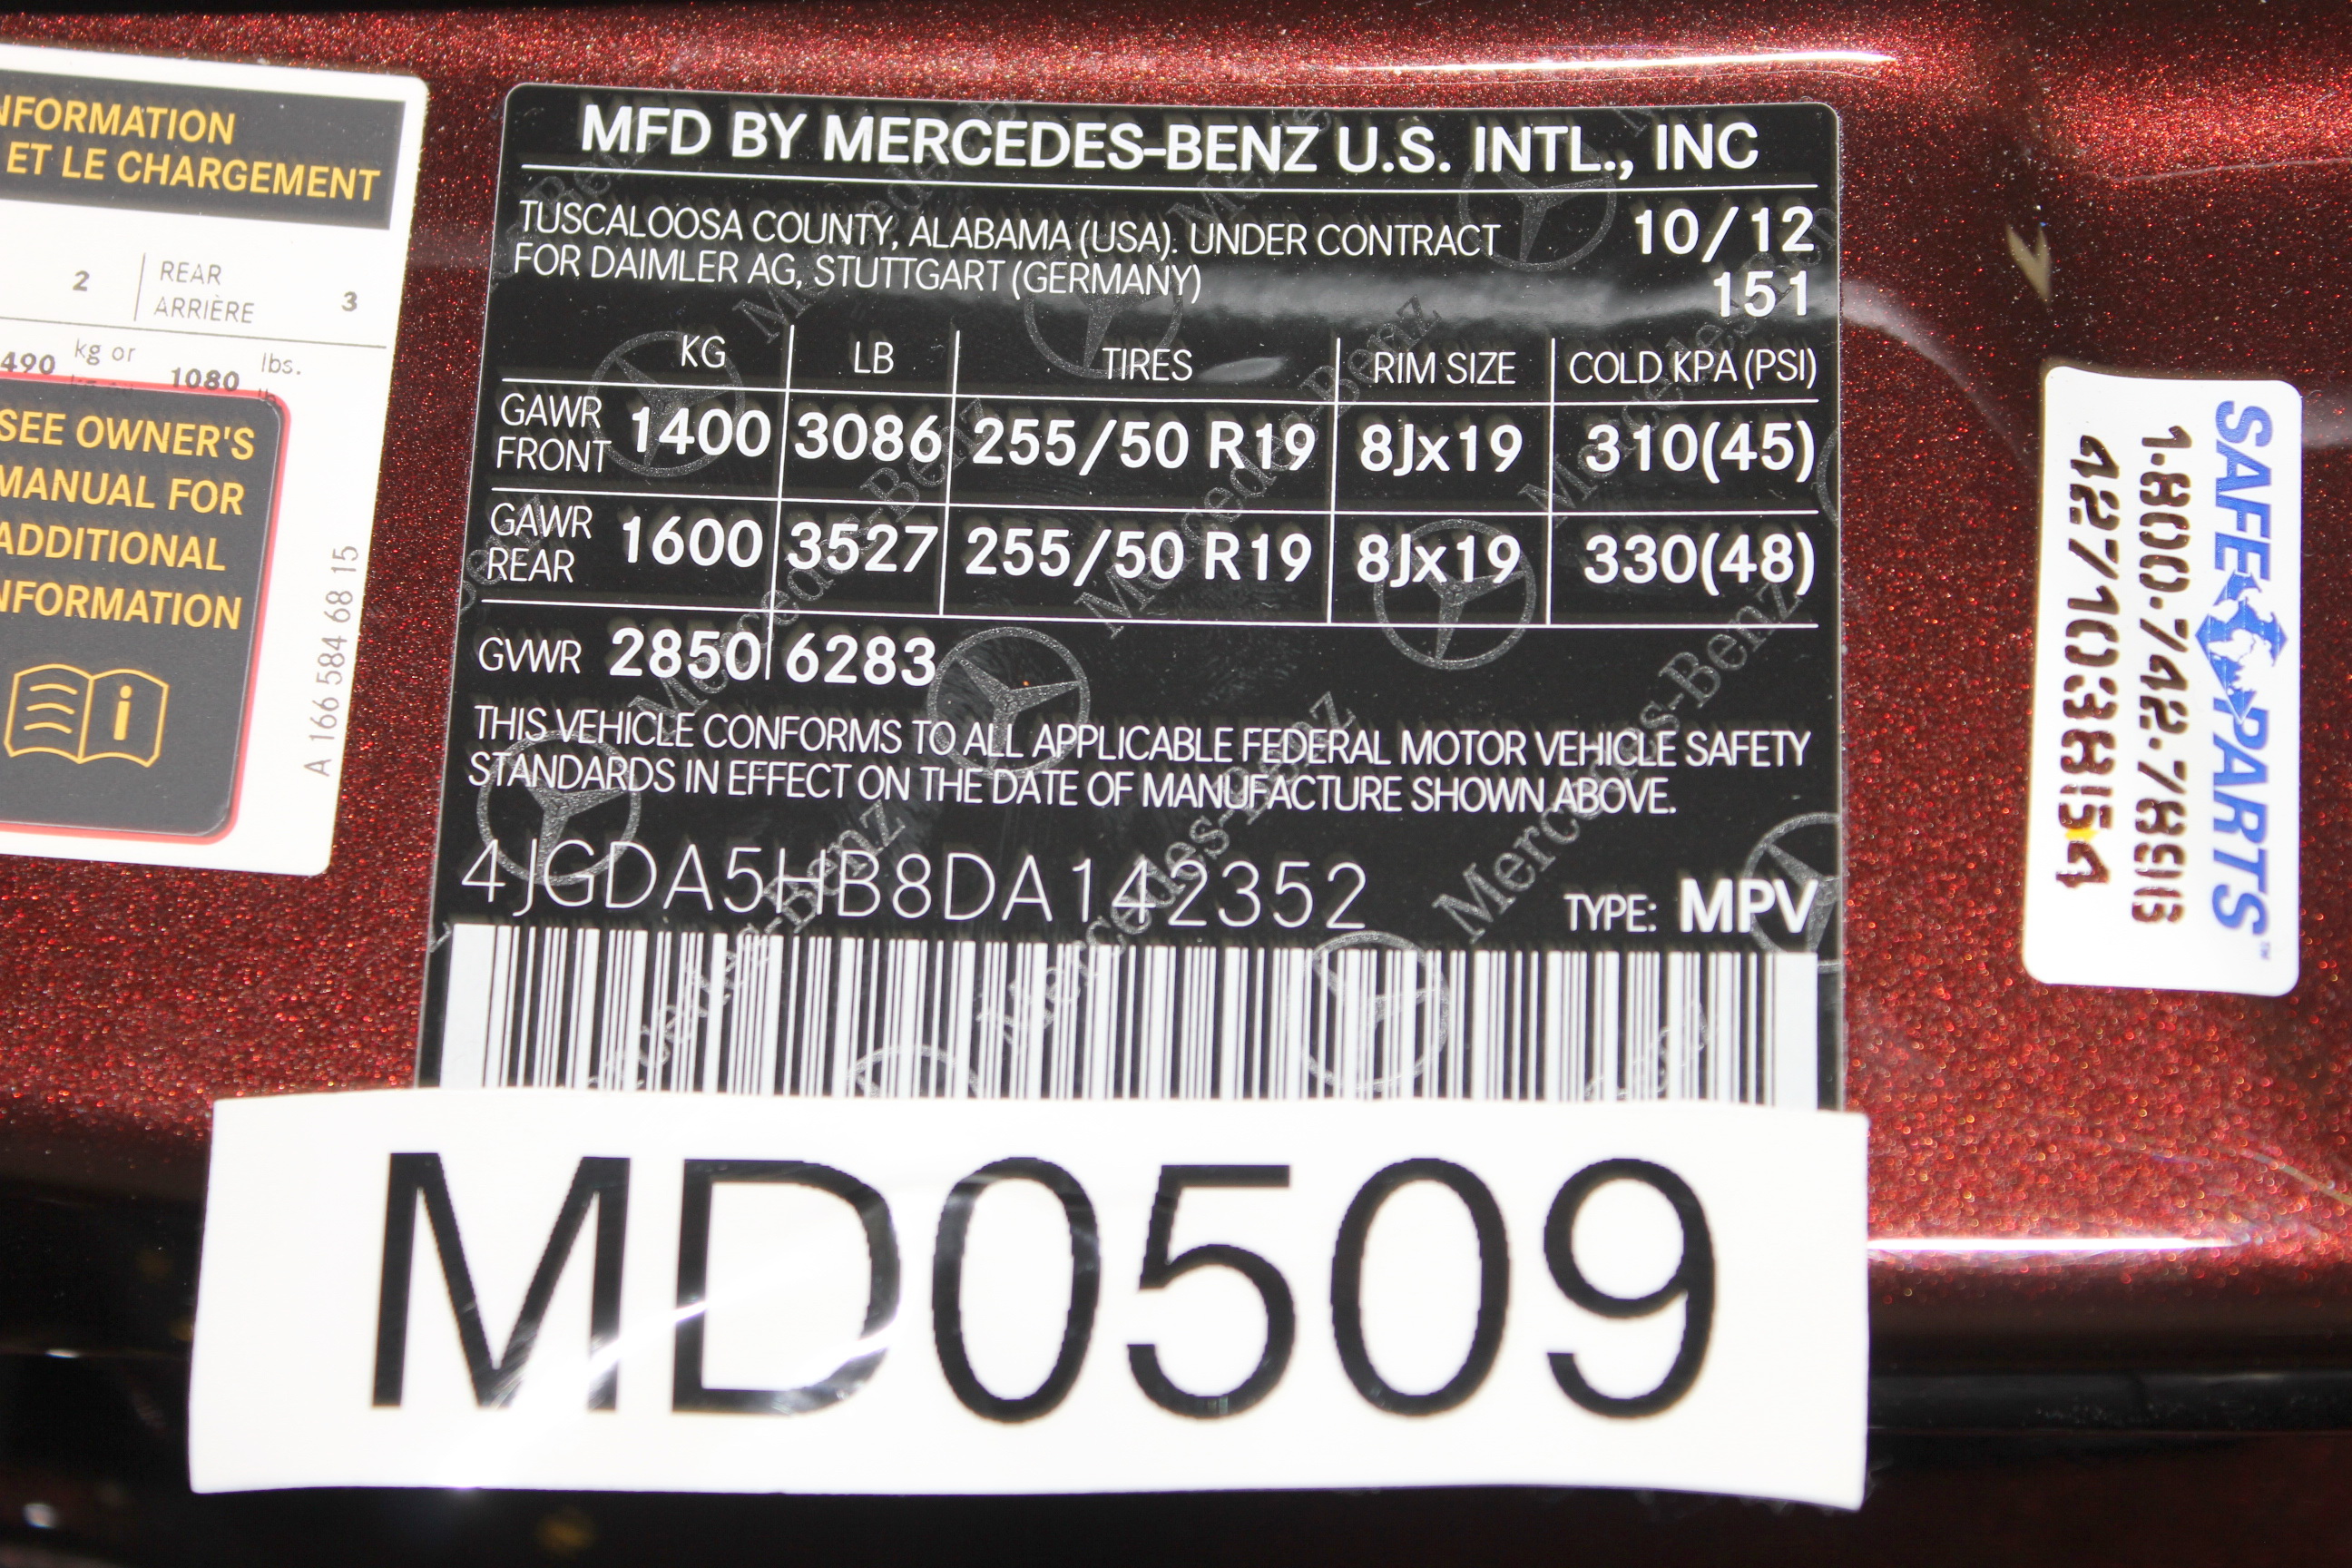 NFORMATION
ET LE CHARGEMENT
2 REAR 3
ARRIÈRE
490 kg or 1080 lbs.
SEE OWNER'S
MANUAL FOR
ADDITIONAL
INFORMATION
A 166 584 68 15
MFD BY MERCEDES-BENZ U.S. INTL., INC
TUSCALOOSA COUNTY, ALABAMA (USA). UNDER CONTRACT 10/12
FOR DAIMLER AG, STUTTGART (GERMANY) 151
KG LB TIRES RIM SIZE COLD KPA (PSI)
GAWR FRONT 1400 3086 255/50 R19 8Jx19 310(45)
GAWR REAR 1600 3527 255/50 R19 8Jx19 330(48)
GVWR 2850 6283
THIS VEHICLE CONFORMS TO ALL APPLICABLE FEDERAL MOTOR VEHICLE SAFETY
STANDARDS IN EFFECT ON THE DATE OF MANUFACTURE SHOWN ABOVE.
4JGDA5HB8DA142352 TYPE: MPV
MD0509
SAFE PARTS